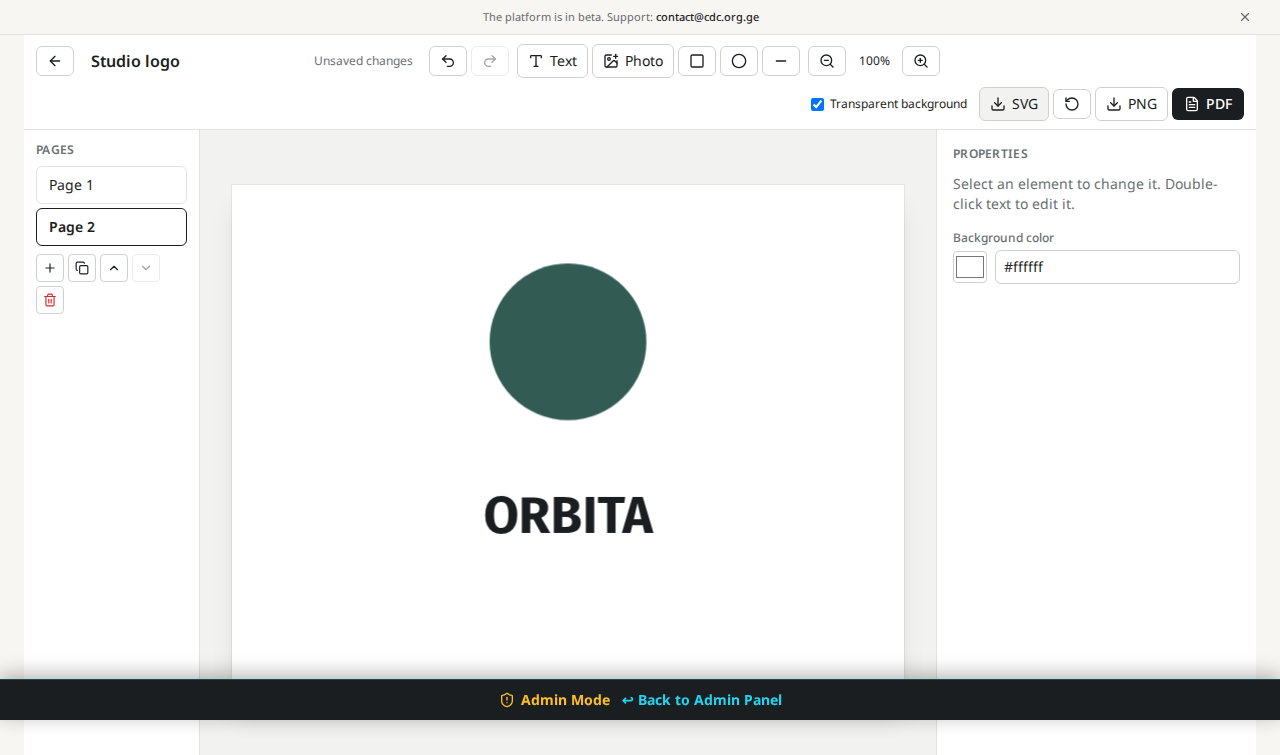 The platform is in beta. Support: contact@cdc.org.ge
Studio logo
Unsaved changes
Text
Photo
100%
Transparent background
SVG
PNG
PDF
PAGES
Page 1
Page 2
ORBITA
PROPERTIES
Select an element to change it. Double-
click text to edit it.
Background color
#ffffff
Admin Mode
↩ Back to Admin Panel